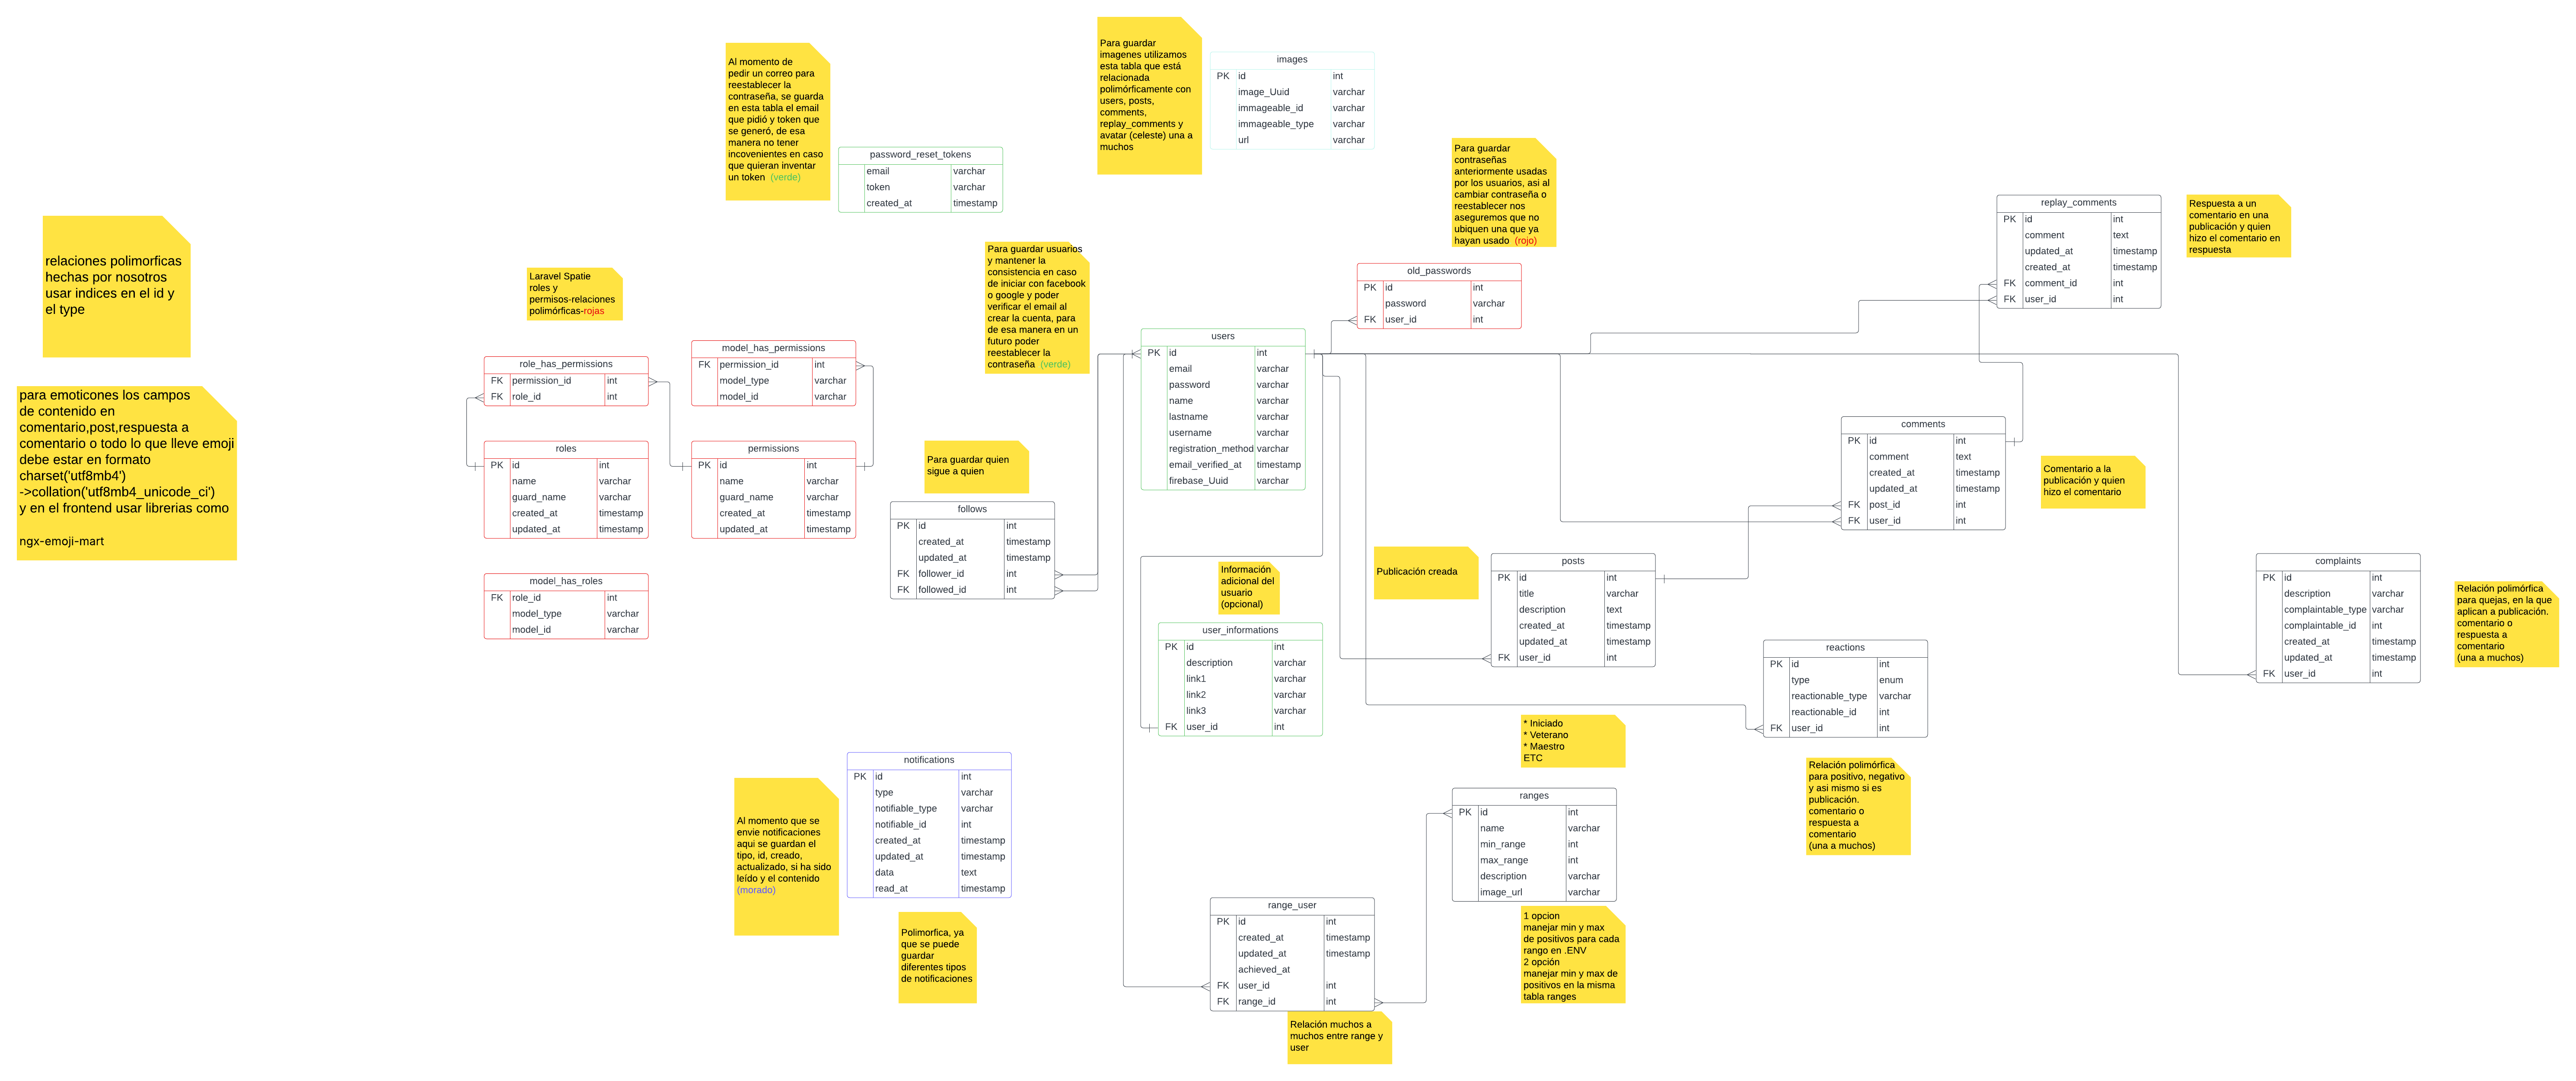 relaciones polimorficas
hechas por nosotros
usar indices en el id y
el type
para emoticones los campos
de contenido en
comentario,post,respuesta a
comentario o todo lo que lleve emoji
debe estar en formato
charset('utf8mb4')
->collation('utf8mb4_unicode_ci')
y en el frontend usar librerias como
ngx-emoji-mart
Laravel Spatie
roles y
permisos-relaciones
polimórficas-rojas
role_has_permissions
FK permission_id int
FK role_id int
model_has_permissions
FK permission_id int
model_type varchar
model_id varchar
roles
PK id int
name varchar
guard_name varchar
created_at timestamp
updated_at timestamp
permissions
PK id int
name varchar
guard_name varchar
created_at timestamp
updated_at timestamp
model_has_roles
FK role_id int
model_type varchar
model_id varchar
Al momento de
pedir un correo para
reestablecer la
contraseña, se guarda
en esta tabla el email
que pidió y token que
se generó, de esa
manera no tener
incovenientes en caso
que quieran inventar
un token (verde)
password_reset_tokens
email varchar
token varchar
created_at timestamp
Para guardar
imagenes utilizamos
esta tabla que está
relacionada
polimórficamente con
users, posts,
comments,
replay_comments y
avatar (celeste) una a
muchos
images
PK id int
image_Uuid varchar
immageable_id varchar
immageable_type varchar
url varchar
Para guardar usuarios
y mantener la
consistencia en caso
de iniciar con facebook
o google y poder
verificar el email al
crear la cuenta, para
de esa manera en un
futuro poder
reestablecer la
contraseña (verde)
users
PK id int
email varchar
password varchar
name varchar
lastname varchar
username varchar
registration_method varchar
email_verified_at timestamp
firebase_Uuid varchar
Para guardar
contraseñas
anteriormente usadas
por los usuarios, asi al
cambiar contraseña o
reestablecer nos
aseguremos que no
ubiquen una que ya
hayan usado (rojo)
old_passwords
PK id int
password varchar
FK user_id int
Para guardar quien
sigue a quien
follows
PK id int
created_at timestamp
updated_at timestamp
FK follower_id int
FK followed_id int
Información
adicional del
usuario
(opcional)
user_informations
PK id int
description varchar
link1 varchar
link2 varchar
link3 varchar
FK user_id int
Al momento que se
envie notificaciones
aqui se guardan el
tipo, id, creado,
actualizado, si ha sido
leído y el contenido
(morado)
notifications
PK id int
type varchar
notifiable_type varchar
notifiable_id int
created_at timestamp
updated_at timestamp
data text
read_at timestamp
Polimorfica, ya
que se puede
guardar
diferentes tipos
de notificaciones
range_user
PK id int
created_at timestamp
updated_at timestamp
achieved_at
FK user_id int
FK range_id int
Relación muchos a
muchos entre range y
user
* Iniciado
* Veterano
* Maestro
ETC
ranges
PK id int
name varchar
min_range int
max_range int
description varchar
image_url varchar
1 opcion
manejar min y max
de positivos para cada
rango en .ENV
2 opción
manejar min y max de
positivos en la misma
tabla ranges
Publicación creada
posts
PK id int
title varchar
description text
created_at timestamp
updated_at timestamp
FK user_id int
replay_comments
PK id int
comment text
updated_at timestamp
created_at timestamp
FK comment_id int
FK user_id int
Respuesta a un
comentario en una
publicación y quien
hizo el comentario en
respuesta
comments
PK id int
comment text
created_at timestamp
updated_at timestamp
FK post_id int
FK user_id int
Comentario a la
publicación y quien
hizo el comentario
reactions
PK id int
type enum
reactionable_type varchar
reactionable_id int
FK user_id int
Relación polimórfica
para positivo, negativo
y asi mismo si es
publicación.
comentario o
respuesta a
comentario
(una a muchos)
complaints
PK id int
description varchar
complaintable_type varchar
complaintable_id int
created_at timestamp
updated_at timestamp
FK user_id int
Relación polimórfica
para quejas, en la que
aplican a publicación.
comentario o
respuesta a
comentario
(una a muchos)